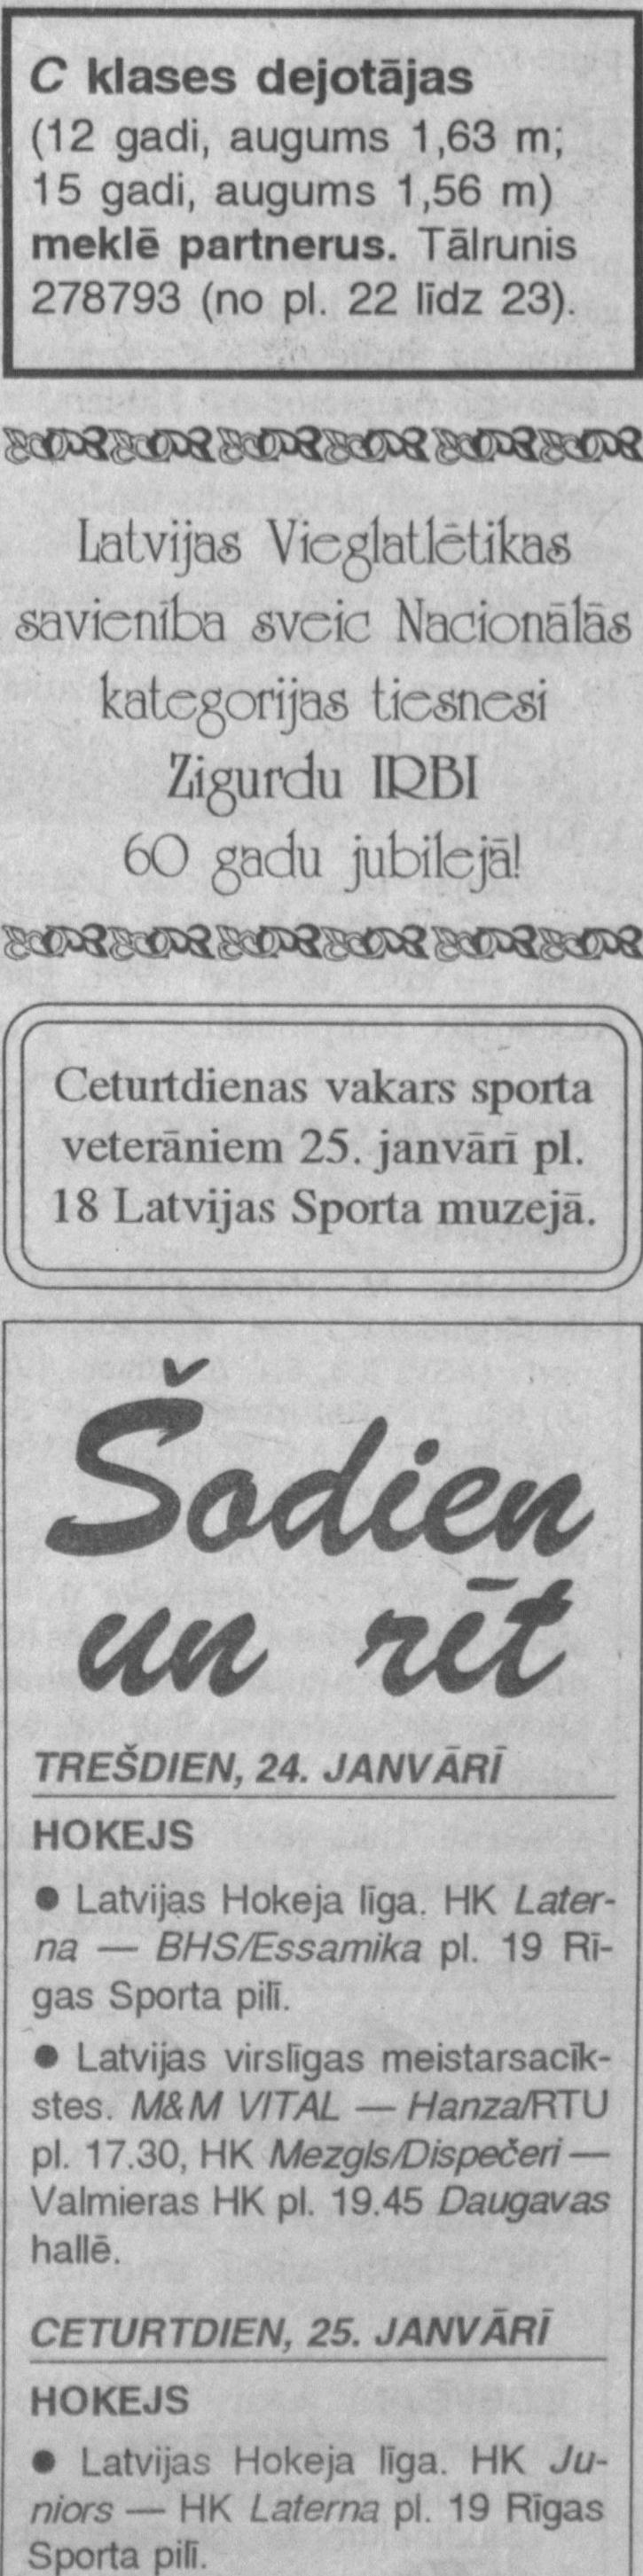 C klases dejotājas
(12 gadi, augums 1,63 m;
15 gadi, augums 1,56 m)
meklē partnerus. Tālrunis
278793 (no pl. 22 līdz 23).
Latvijas Vieglatlētikas
savienība sveic Nacionālās
kategorijas tiesnesi
Zigurdu IRBI
60 gadu jubilejā!
Ceturtdienas vakars sporta
veterāniem 25. janvārī pl.
18 Latvijas Sporta muzejā.
Šodien
un rīt
TREŠDIEN, 24. JANVĀRĪ
HOKEJS
● Latvijas Hokeja līga. HK Later-
na — BHS/Essamika pl. 19 Rī-
gas Sporta pilī.
● Latvijas virslīgas meistarsacīk-
stes. M&M VITAL — Hanza/RTU
pl. 17.30, HK Mezgls/Dispečeri —
Valmieras HK pl. 19.45 Daugavas
hallē.
CETURTDIEN, 25. JANVĀRĪ
HOKEJS
● Latvijas Hokeja līga. HK Ju-
niors — HK Laterna pl. 19 Rīgas
Sporta pilī.